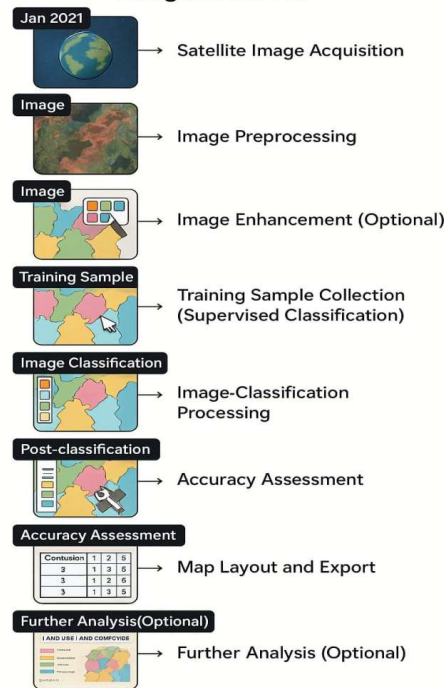 Jan 2021
Satellite Image Acquisition
Image
Image Preprocessing
Image
Image Enhancement (Optional)
Training Sample
Training Sample Collection
(Supervised Classification)
Image Classification
Image-Classification
Processing
Post-classification
Accuracy Assessment
Accuracy Assessment
Contusion 1 2 5
3 1 3 5
3 1 2 6
3 1 3 5
Map Layout and Export
Further Analysis(Optional)
I AND USE I AND COMFCYIDE
Further Analysis (Optional)